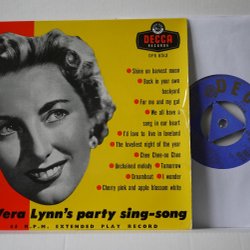 DECCA
RECORDS
DFE 6313
Shine on harvest moon
Back in your own
backyard
For me and my gal
We all have a
song in our heart
I'd love to live in loveland
The loveliest night of the year
Chee Chee-oo Chee
Unchained melody
Tomorrow
Dreamboat
I wonder
Cherry pink and apple blossom white
Vera Lynn's party sing-song
45 R.P.M. EXTENDED PLAY RECORD